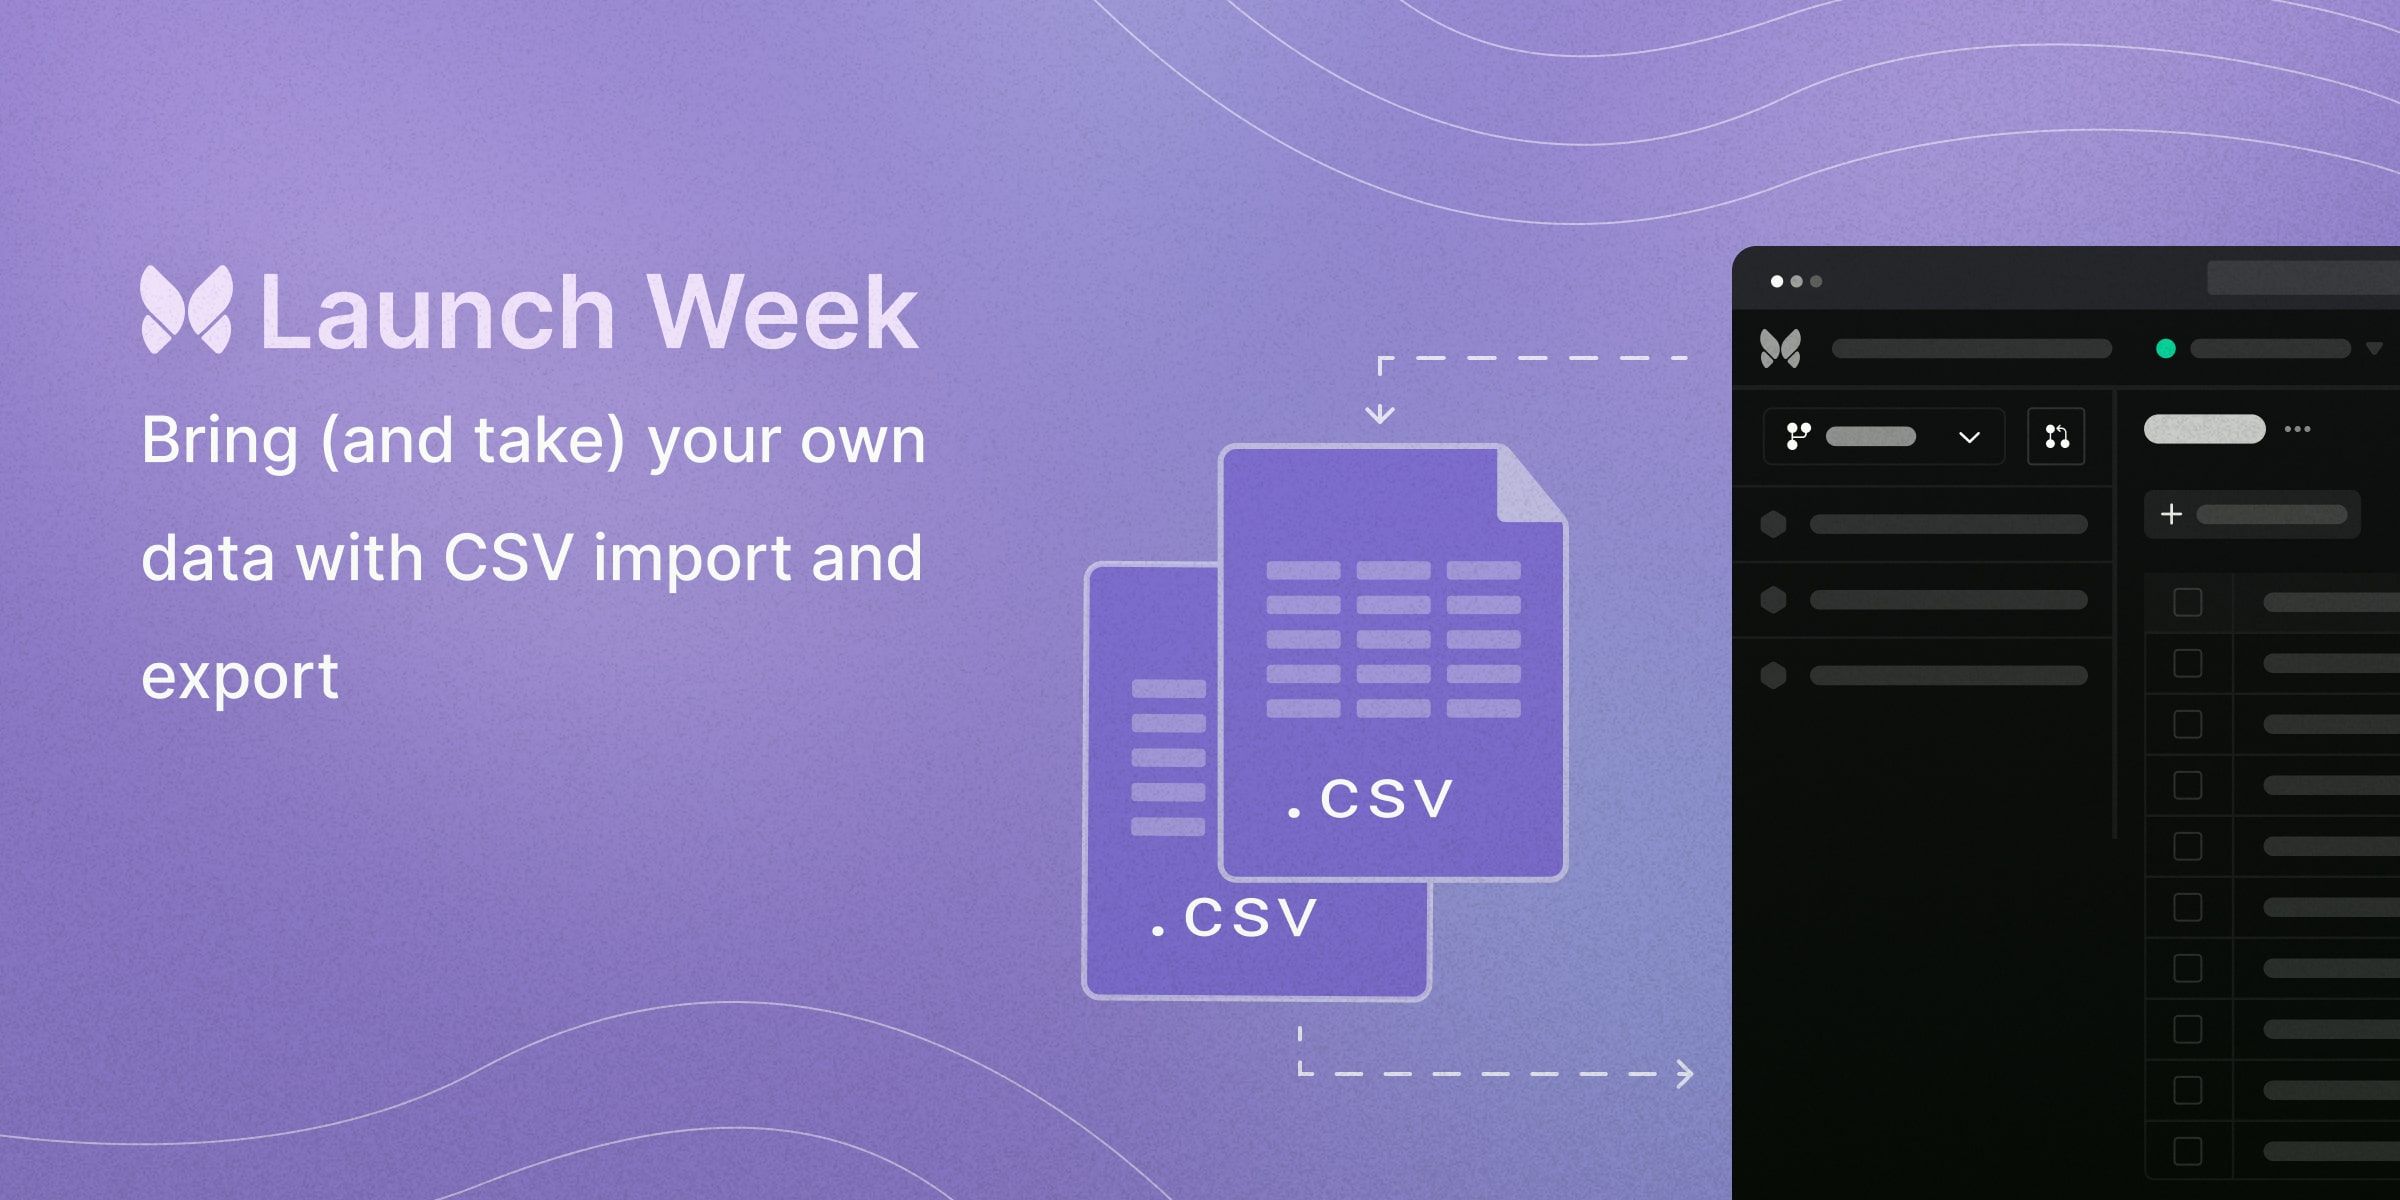 Launch Week
Bring (and take) your own
data with CSV import and
export
.csv
.csv